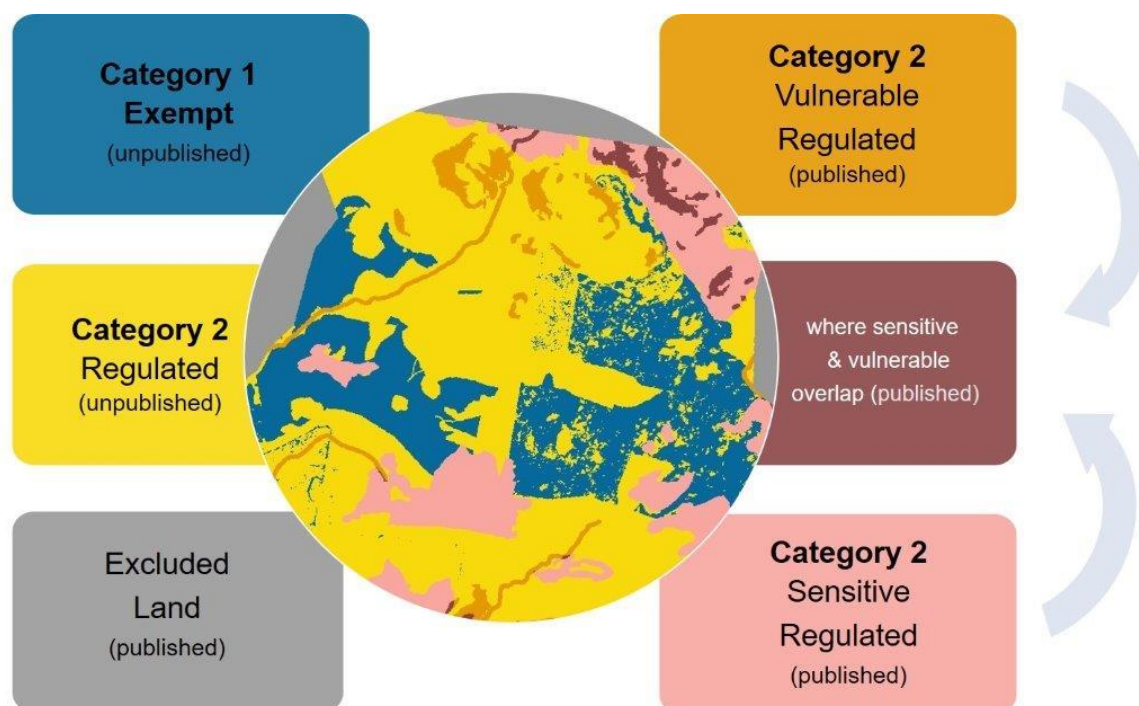 Category 1
Exempt
(unpublished)
Category 2
Vulnerable
Regulated
(published)
Category 2
Regulated
(unpublished)
where sensitive
& vulnerable
overlap (published)
Excluded
Land
(published)
Category 2
Sensitive
Regulated
(published)